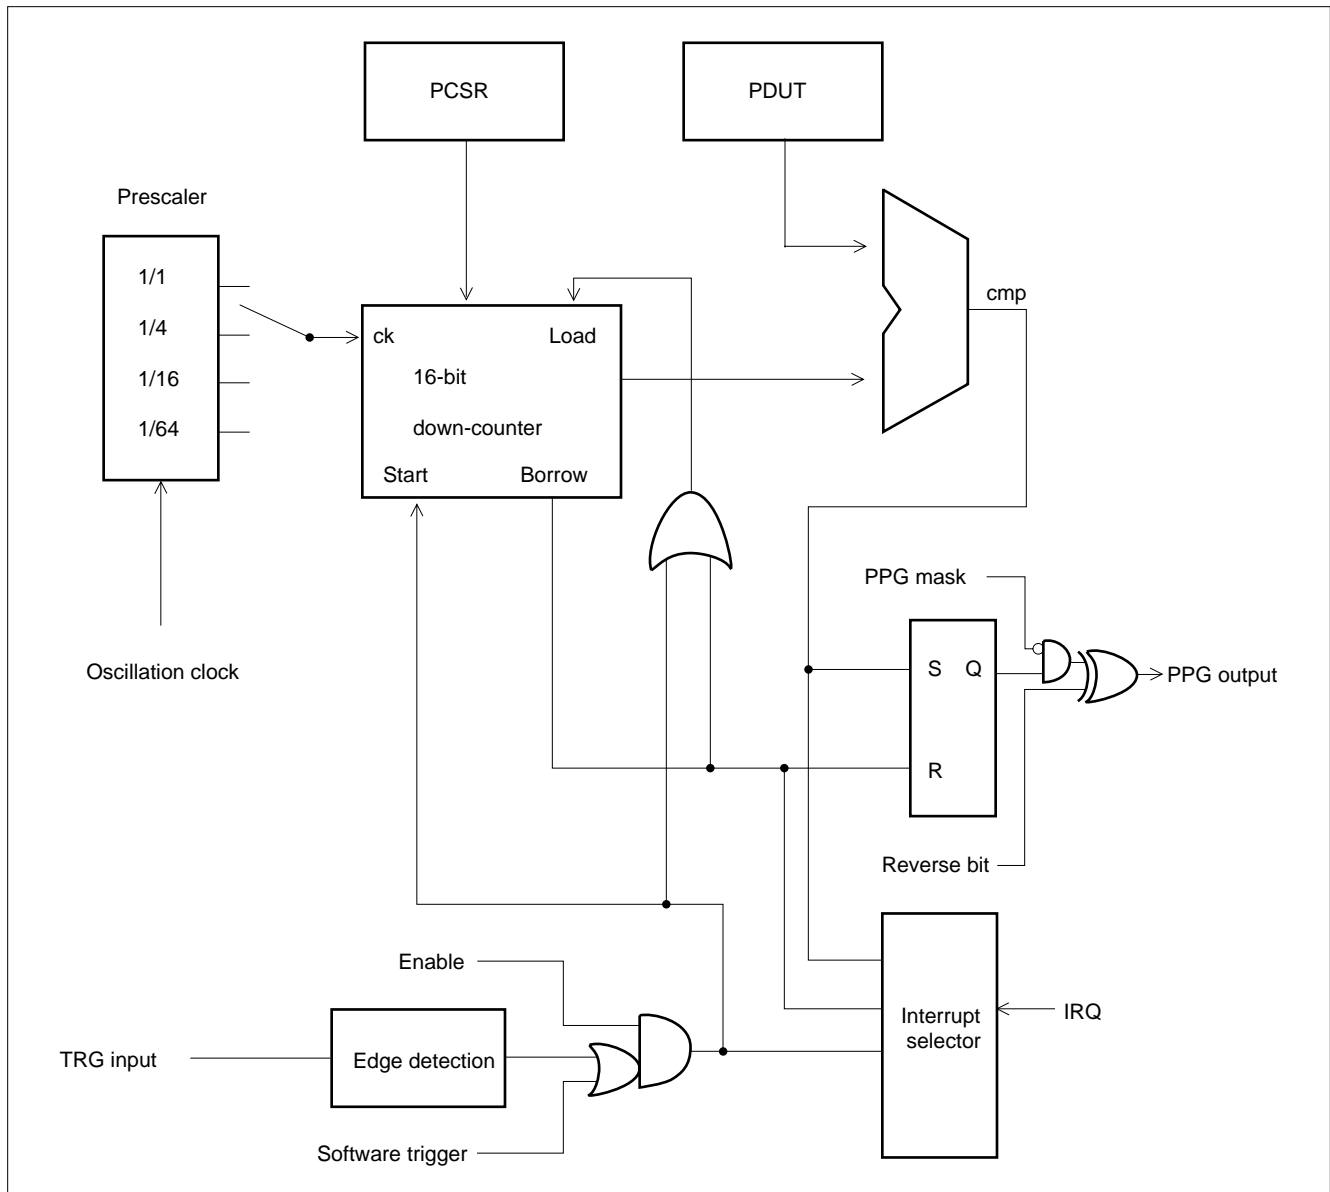 PCSR
PDUT
Prescaler
1/1
1/4
1/16
1/64
ck
Load
16-bit
down-counter
Start
Borrow
cmp
Oscillation clock
PPG mask
S
Q
R
PPG output
Reverse bit
Enable
TRG input
Edge detection
Software trigger
Interrupt
selector
IRQ